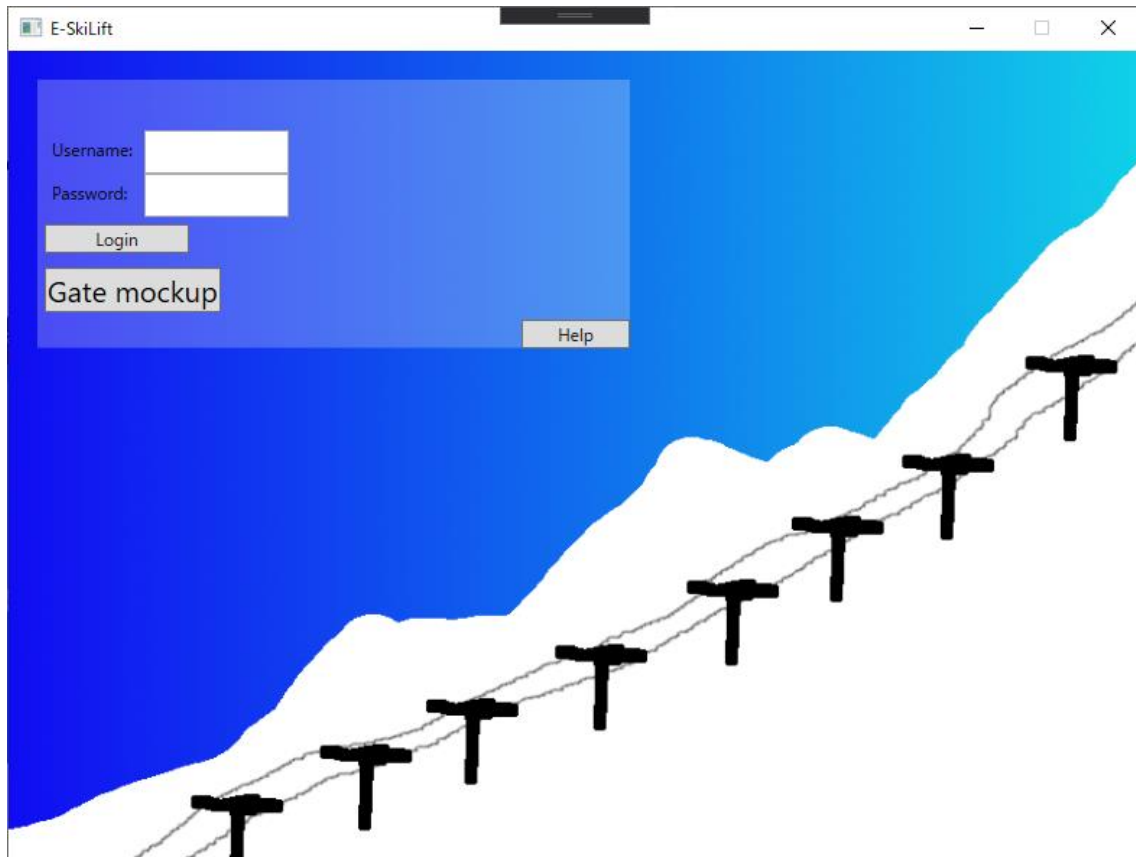 E-SkiLift
Username:
Password:
Login
Gate mockup
Help